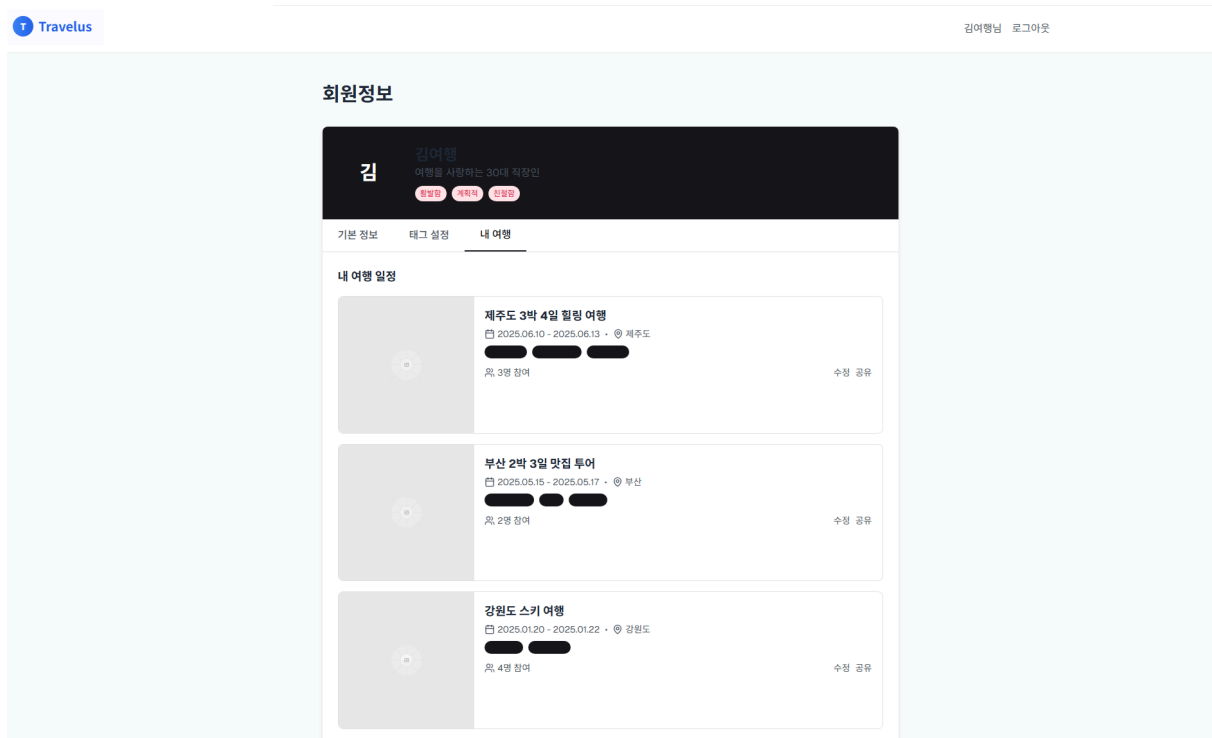 T Travelus
김여행님 로그아웃
회원정보
김
김여행
여행을 사랑하는 30대 직장인
활발함 계획적 친절함
기본 정보 태그 설정 내 여행
내 여행 일정
제주도 3박 4일 힐링 여행
2025.06.10 - 2025.06.13 • 제주도
3명 참여
수정 공유
부산 2박 3일 맛집 투어
2025.05.15 - 2025.05.17 • 부산
2명 참여
수정 공유
강원도 스키 여행
2025.01.20 - 2025.01.22 • 강원도
4명 참여
수정 공유